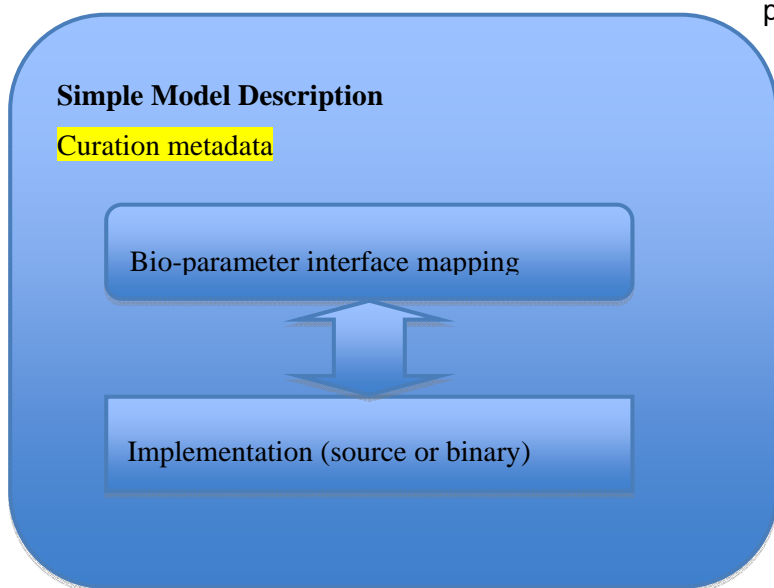 p
Simple Model Description
Curation metadata
Bio-parameter interface mapping
Implementation (source or binary)